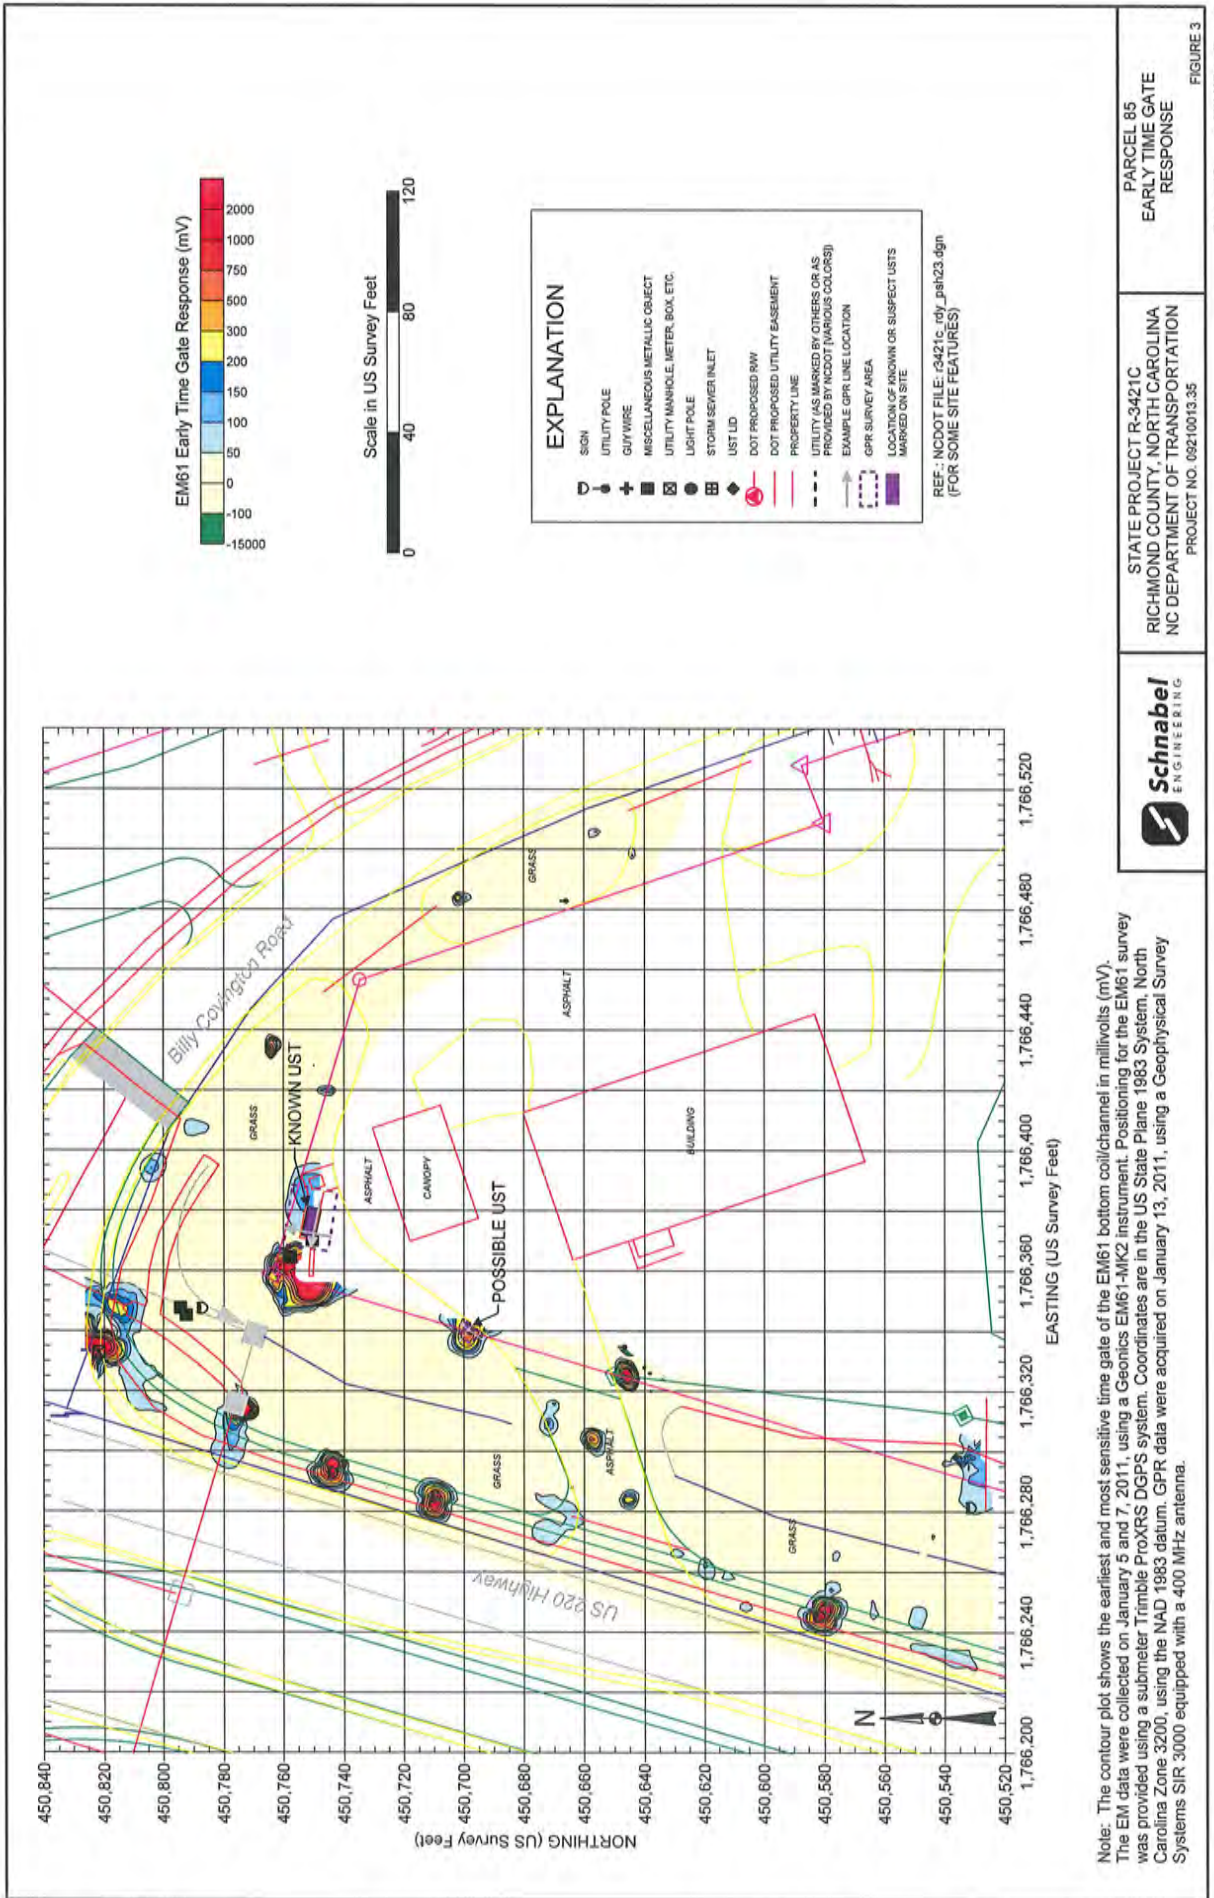 EM61 Early Time Gate Response (mV)
2000
1000
750
500
300
200
150
100
50
0
-100
-15000
Scale in US Survey Feet
0
40
80
120
EXPLANATION
SIGN
UTILITY POLE
GUY WIRE
MISCELLANEOUS METALLIC OBJECT
UTILITY MANHOLE, METER, BOX, ETC.
LIGHT POLE
STORM SEWER INLET
UST LID
DOT PROPOSED R/W
DOT PROPOSED UTILITY EASEMENT
PROPERTY LINE
UTILITY (AS MARKED BY OTHERS OR AS
PROVIDED BY NCDOT [VARIOUS COLORS])
EXAMPLE GPR LINE LOCATION
GPR SURVEY AREA
LOCATION OF KNOWN OR SUSPECT USTS
MARKED ON SITE
REF.: NCDOT FILE: r3421c_rdy_psh23.dgn
(FOR SOME SITE FEATURES)
450,840
450,800
450,780
450,760
450,740
450,720
450,700
450,680
450,660
450,640
450,620
450,600
450,580
450,560
450,540
450,520
NORTHING (US Survey Feet)
1,766,200
1,766,240
1,766,280
1,766,320
1,766,360
1,766,400
1,766,440
1,766,480
1,766,520
EASTING (US Survey Feet)
Billy Covington Road
US 220 Highway
GRASS
KNOWN UST
ASPHALT
CANOPY
POSSIBLE UST
BUILDING
ASPHALT
GRASS
GRASS
ASPHALT
GRASS
N
Note: The contour plot shows the earliest and most sensitive time gate of the EM61 bottom coil/channel in millivolts (mV).
The EM data were collected on January 5 and 7, 2011, using a Geonics EM61-MK2 instrument. Positioning for the EM61 survey
was provided using a submeter Trimble ProXRS DGPS system. Coordinates are in the US State Plane 1983 System, North
Carolina Zone 3200, using the NAD 1983 datum. GPR data were acquired on January 13, 2011, using a Geophysical Survey
Systems SIR 3000 equipped with a 400 MHz antenna.
Schnabel
ENGINEERING
STATE PROJECT R-3421C
RICHMOND COUNTY, NORTH CAROLINA
NC DEPARTMENT OF TRANSPORTATION
PROJECT NO. 09210013.35
PARCEL 85
EARLY TIME GATE
RESPONSE
FIGURE 3